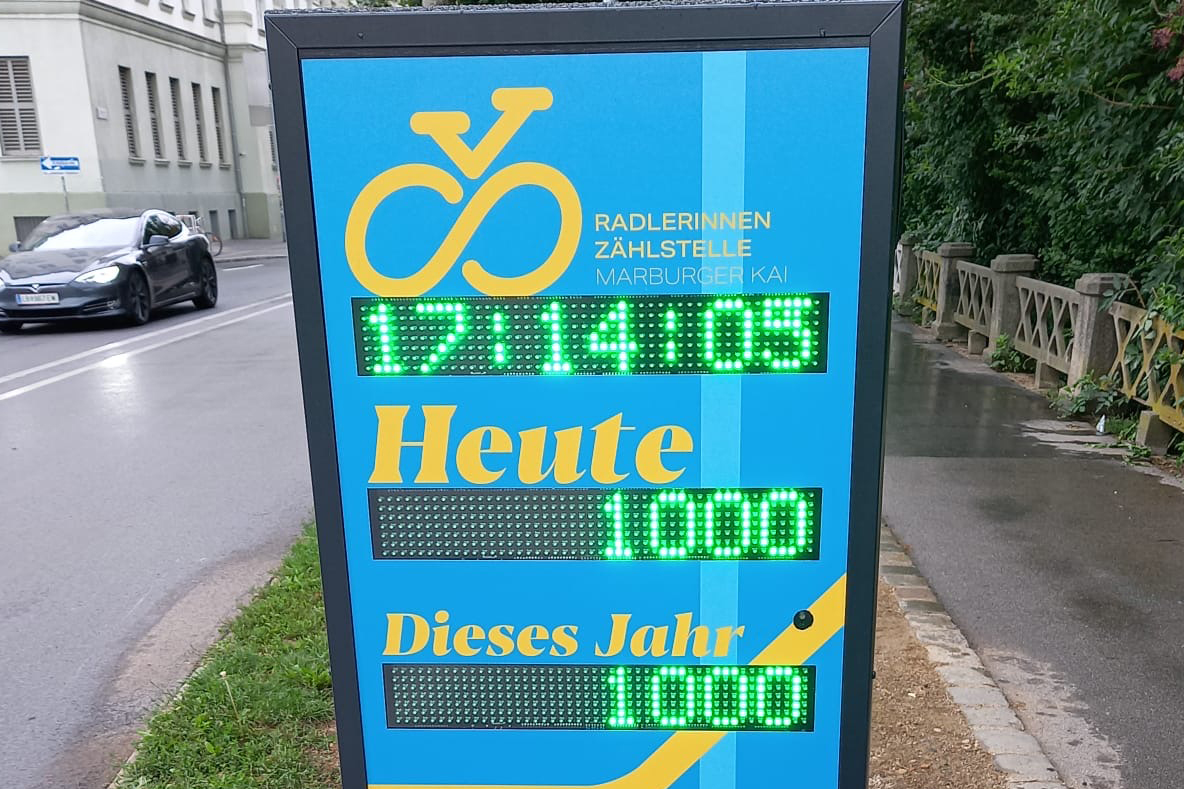 RADLERINNEN
ZÄHLSTELLE
MARBURGER KAI
17:14:05
Heute
1000
Dieses Jahr
1000